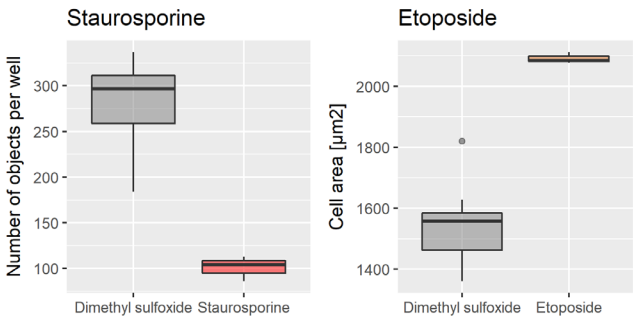 Staurosporine
Number of objects per well
300
250
200
150
100
Dimethyl sulfoxide Staurosporine
Etoposide
Cell area [µm2]
2000
1800
1600
1400
Dimethyl sulfoxide Etoposide